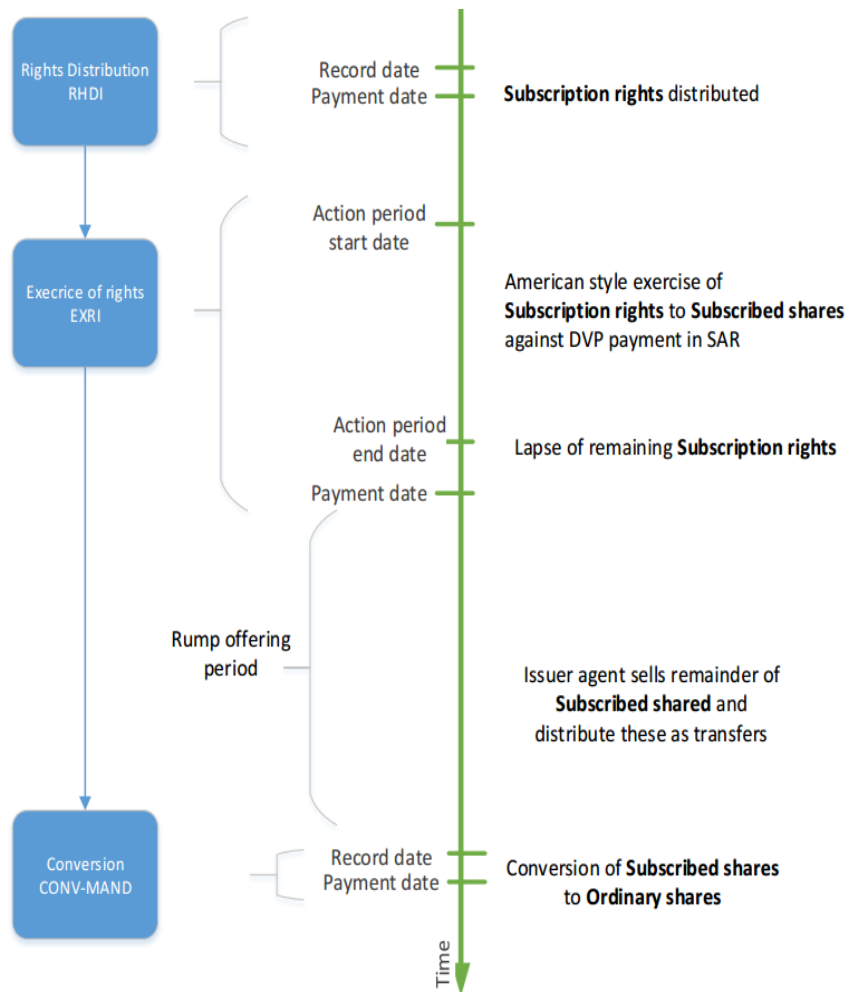 Rights Distribution
RHDI
Record date
Payment date
Subscription rights distributed
Action period
start date
Execrice of rights
EXRI
American style exercise of
Subscription rights to Subscribed shares
against DVP payment in SAR
Action period
end date
Lapse of remaining Subscription rights
Payment date
Rump offering
period
Issuer agent sells remainder of
Subscribed shared and
distribute these as transfers
Conversion
CONV-MAND
Record date
Payment date
Conversion of Subscribed shares
to Ordinary shares
Time